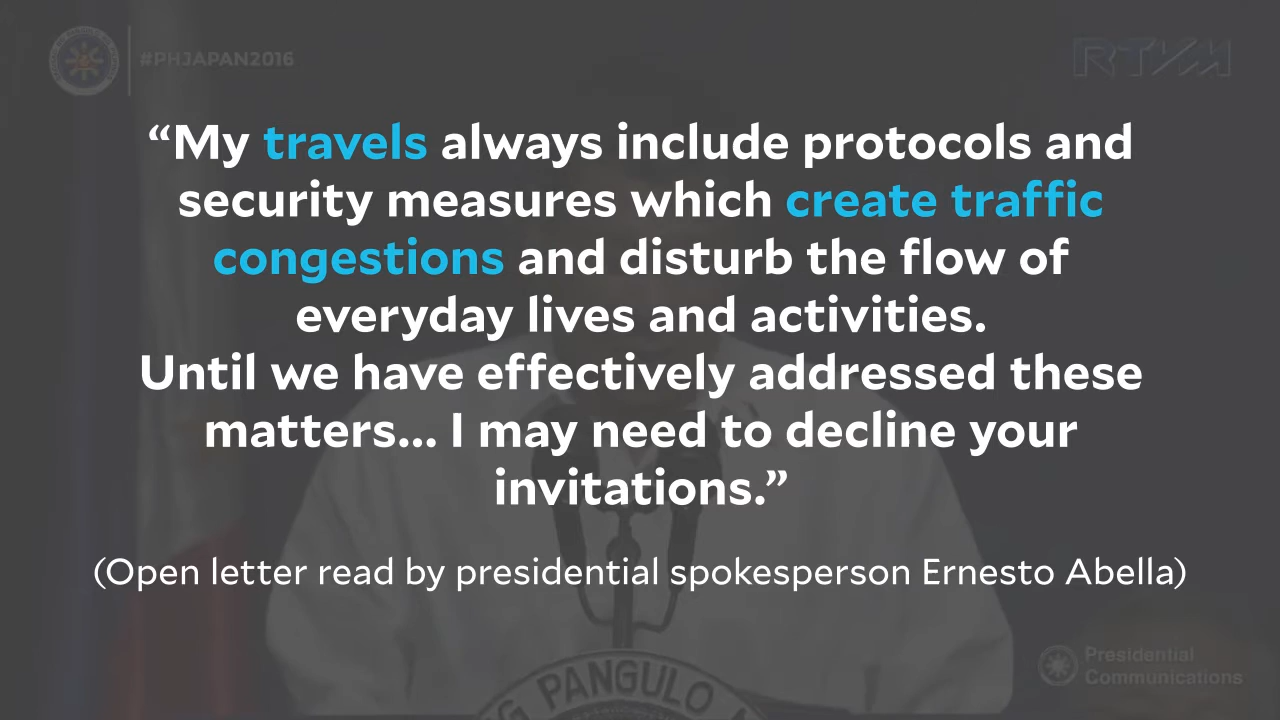 #PHJAPAN2016
RTVM
“My travels always include protocols and
security measures which create traffic
congestions and disturb the flow of
everyday lives and activities.
Until we have effectively addressed these
matters... I may need to decline your
invitations.”
(Open letter read by presidential spokesperson Ernesto Abella)
Presidential
Communications
PANGULO